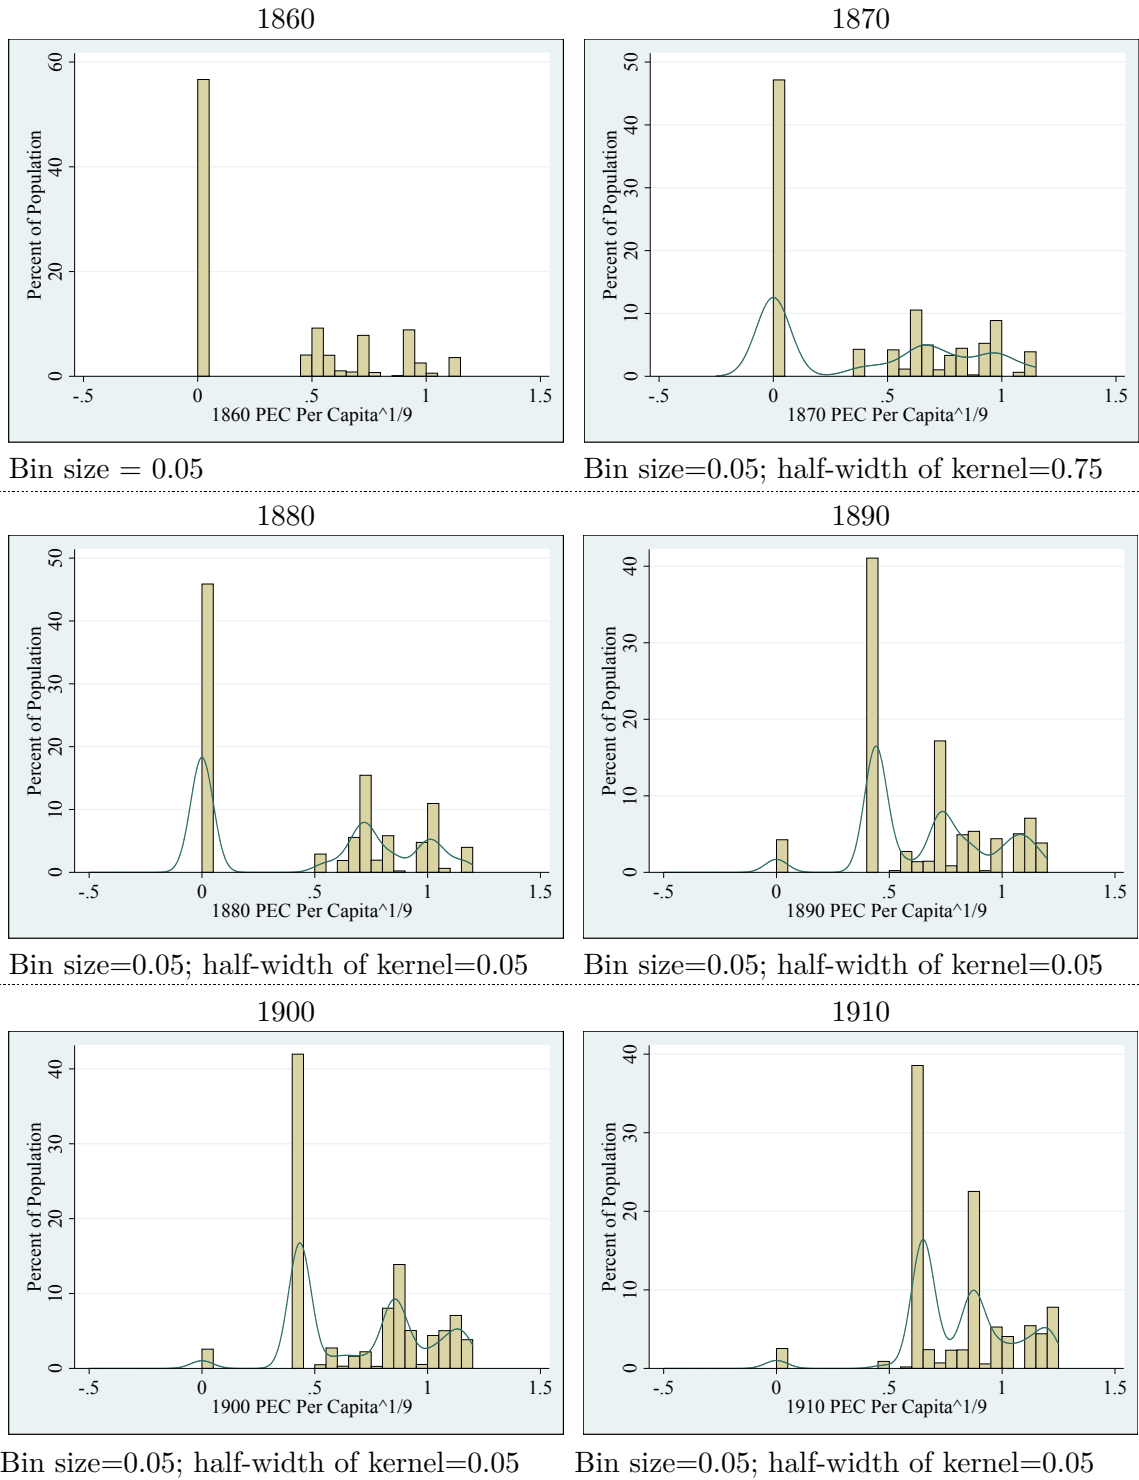 1860
1870
60
40
20
0
Percent of Population
-.5 0 .5 1 1.5
1860 PEC Per Capita^1/9
50
40
30
20
10
0
Percent of Population
-.5 0 .5 1 1.5
1870 PEC Per Capita^1/9
Bin size = 0.05
Bin size=0.05; half-width of kernel=0.75
1880
1890
50
40
30
20
10
0
Percent of Population
-.5 0 .5 1 1.5
1880 PEC Per Capita^1/9
40
30
20
10
0
Percent of Population
-.5 0 .5 1 1.5
1890 PEC Per Capita^1/9
Bin size=0.05; half-width of kernel=0.05
Bin size=0.05; half-width of kernel=0.05
1900
1910
40
30
20
10
0
Percent of Population
-.5 0 .5 1 1.5
1900 PEC Per Capita^1/9
40
30
20
10
0
Percent of Population
-.5 0 .5 1 1.5
1910 PEC Per Capita^1/9
Bin size=0.05; half-width of kernel=0.05
Bin size=0.05; half-width of kernel=0.05